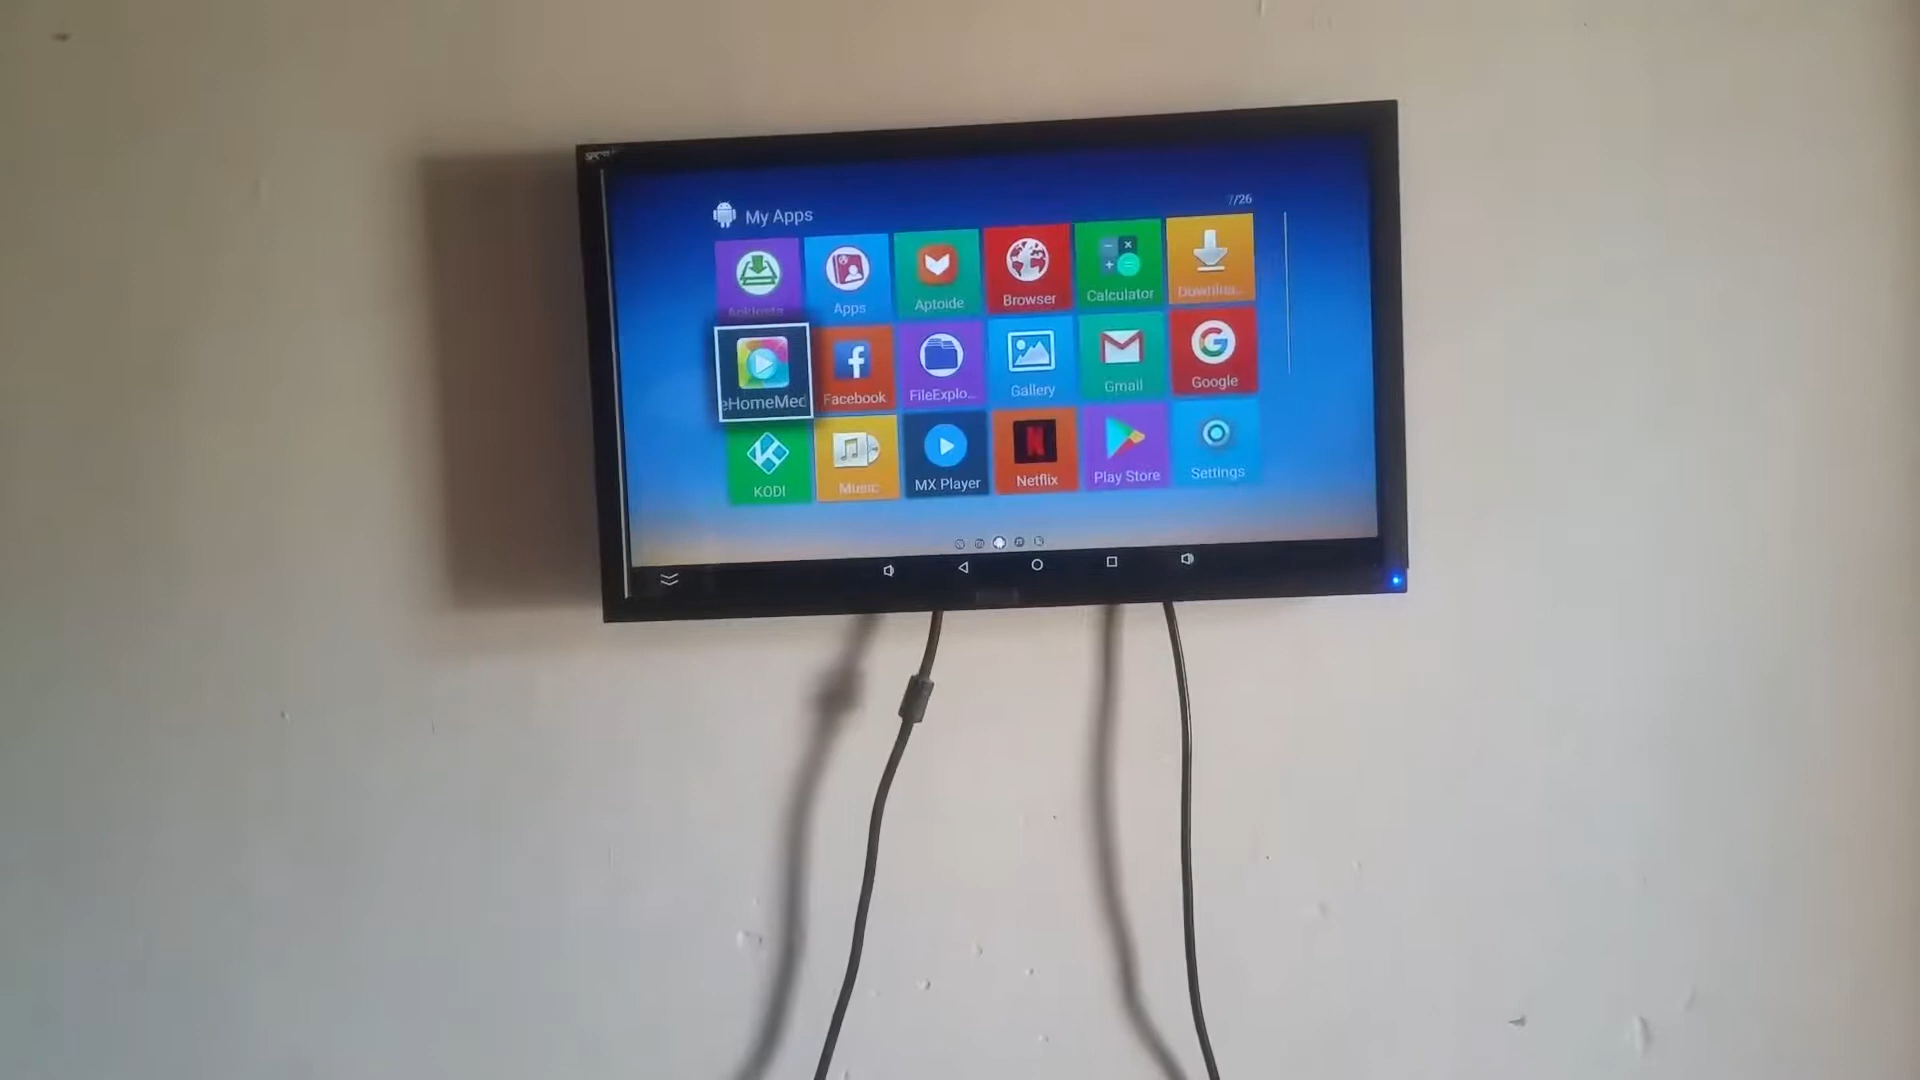 My Apps
7/26
Apps
Aptoide
Browser
Calculator
eHomeMed
Facebook
FileExplo...
Gallery
Gmail
Google
KODI
Music
MX Player
Netflix
Play Store
Settings